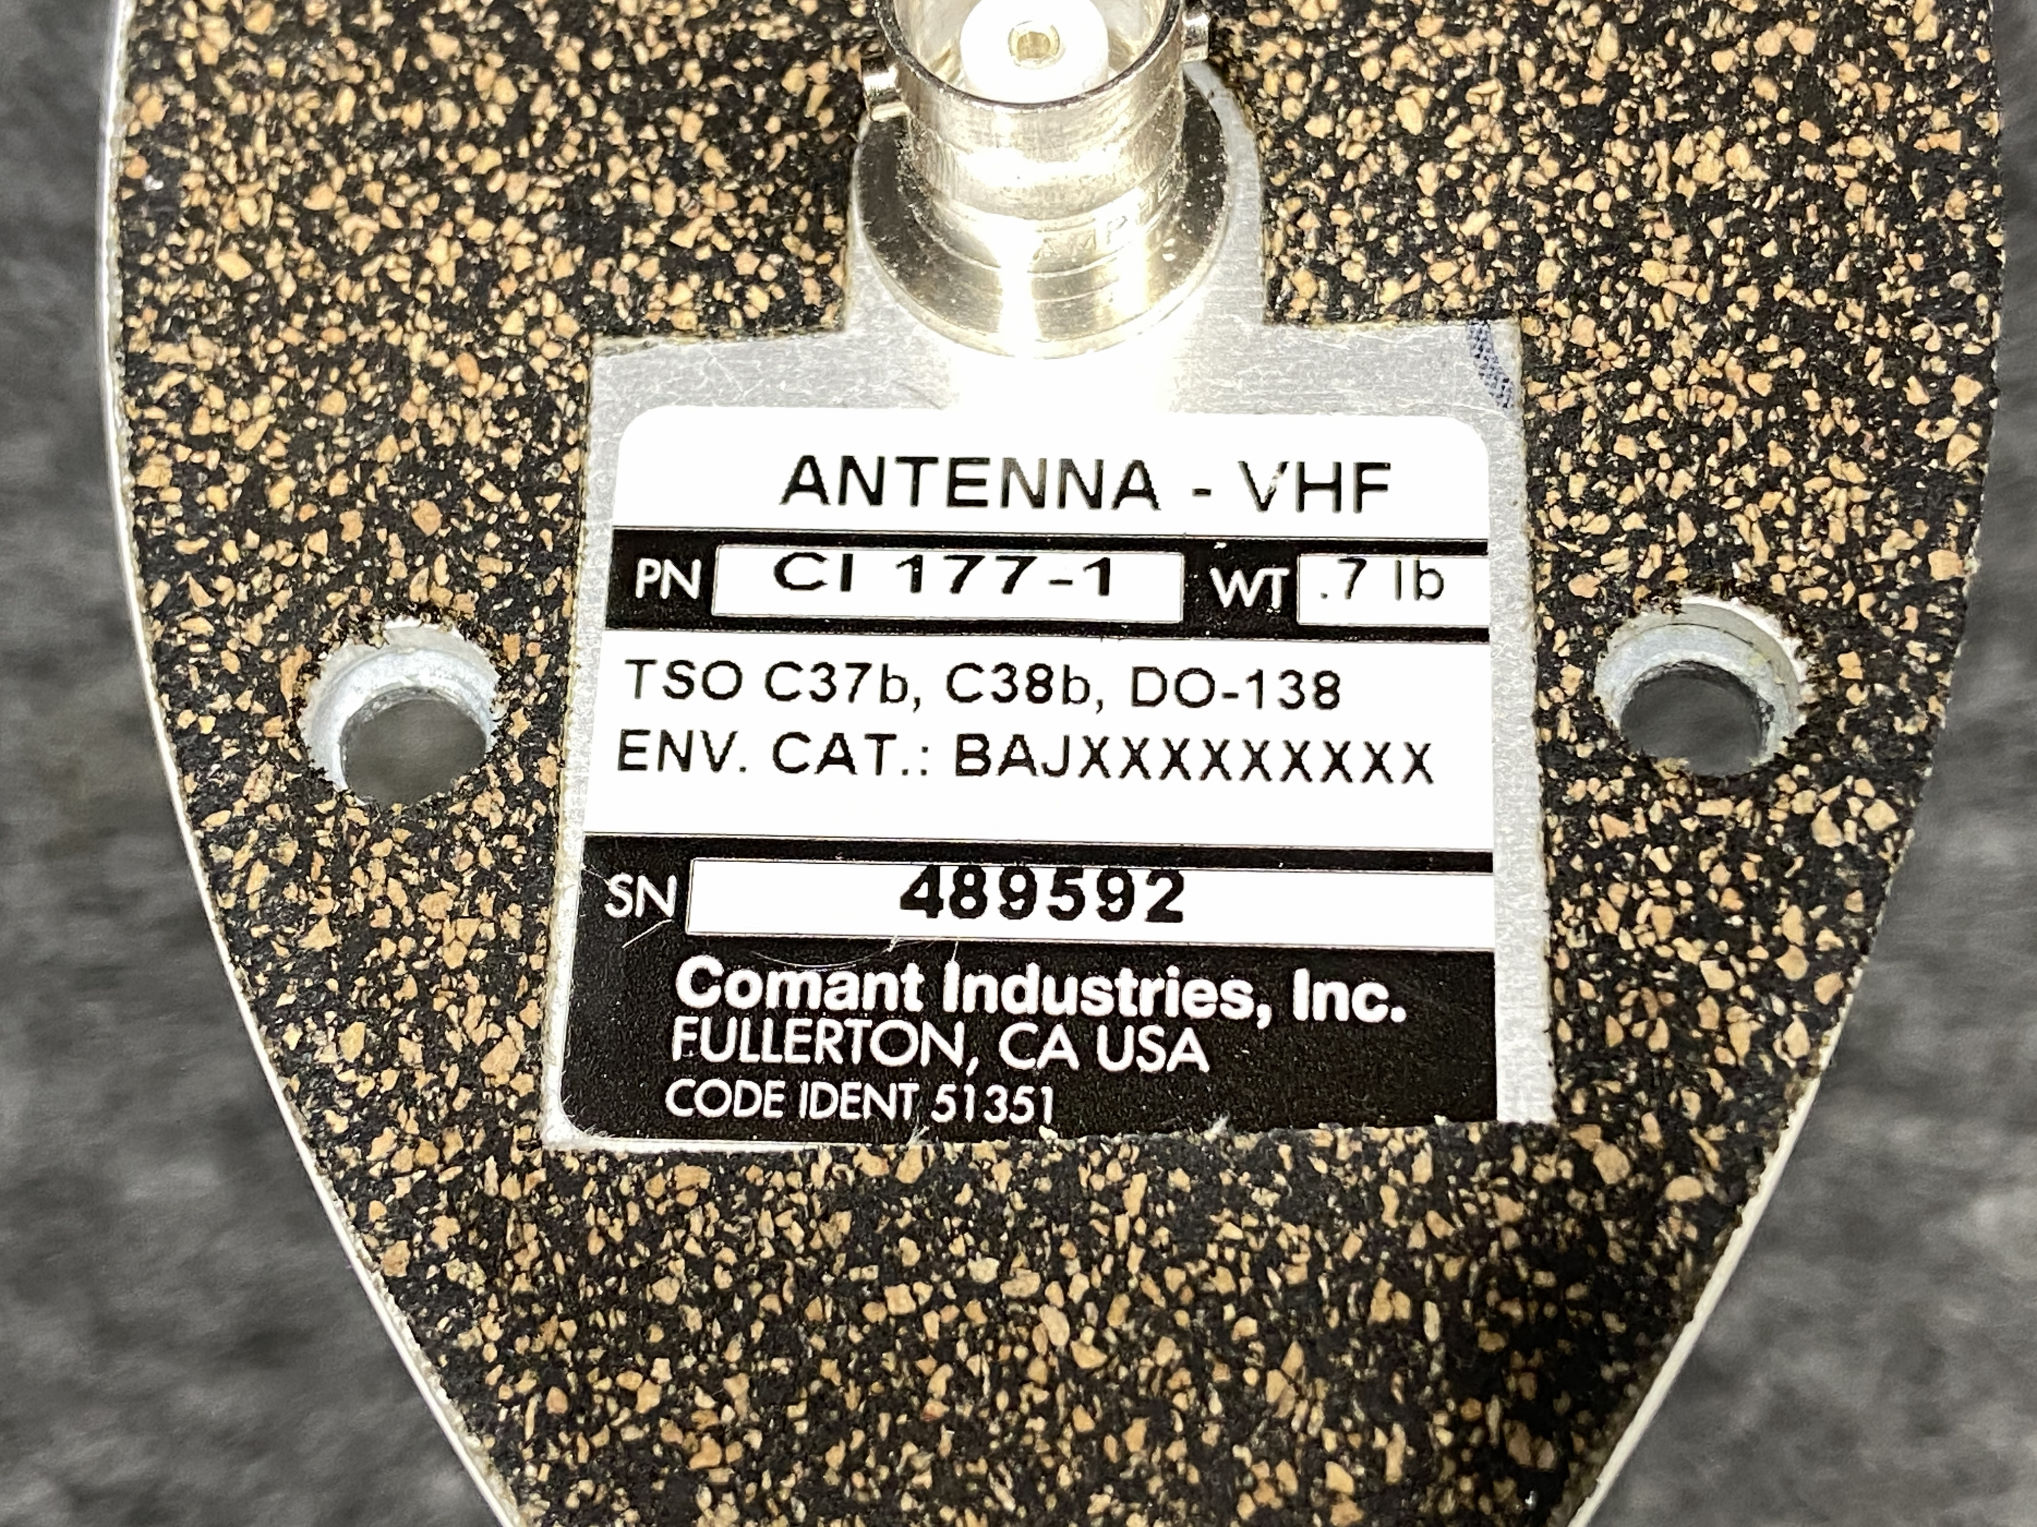 ANTENNA - VHF
PN CI 177-1 WT .7 lb
TSO C37b, C38b, DO-138
ENV. CAT.: BAJXXXXXXXXX
SN 489592
Comant Industries, Inc.
FULLERTON, CA USA
CODE IDENT 51351